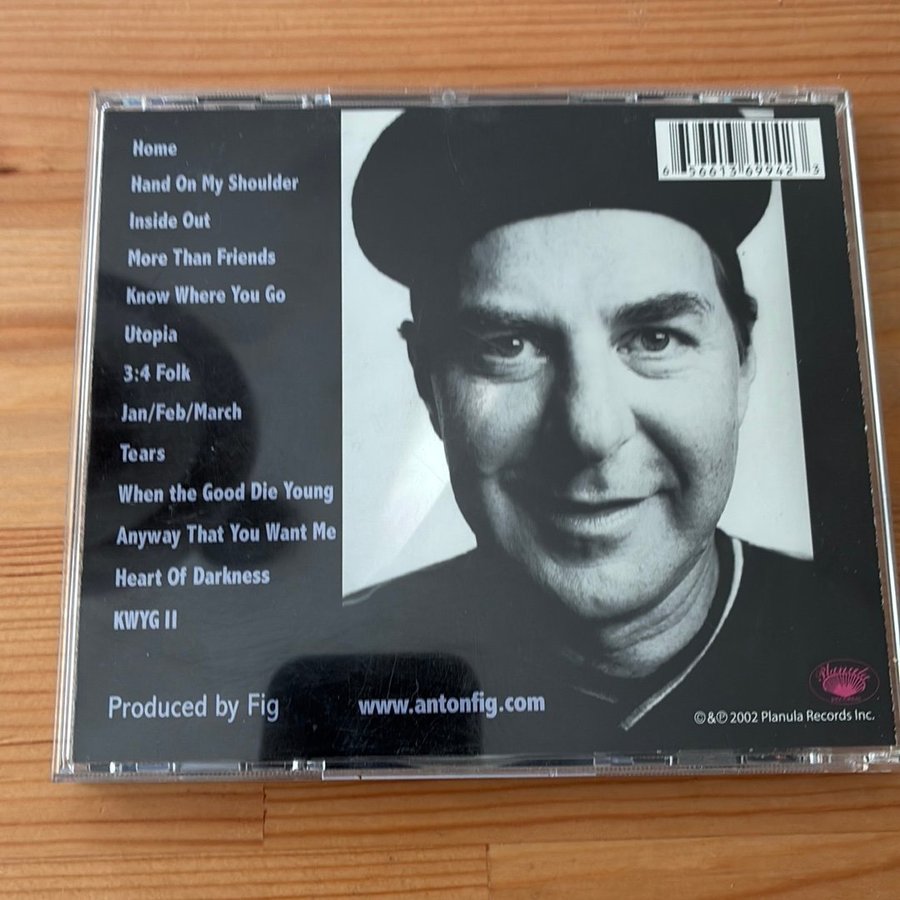 6 56613 69942 3
Home
Hand On My Shoulder
Inside Out
More Than Friends
Know Where You Go
Utopia
3:4 Folk
Jan/Feb/March
Tears
When the Good Die Young
Anyway That You Want Me
Heart Of Darkness
KWYG II
Produced by Fig
www.antonfig.com
Planula
©&℗ 2002 Planula Records Inc.